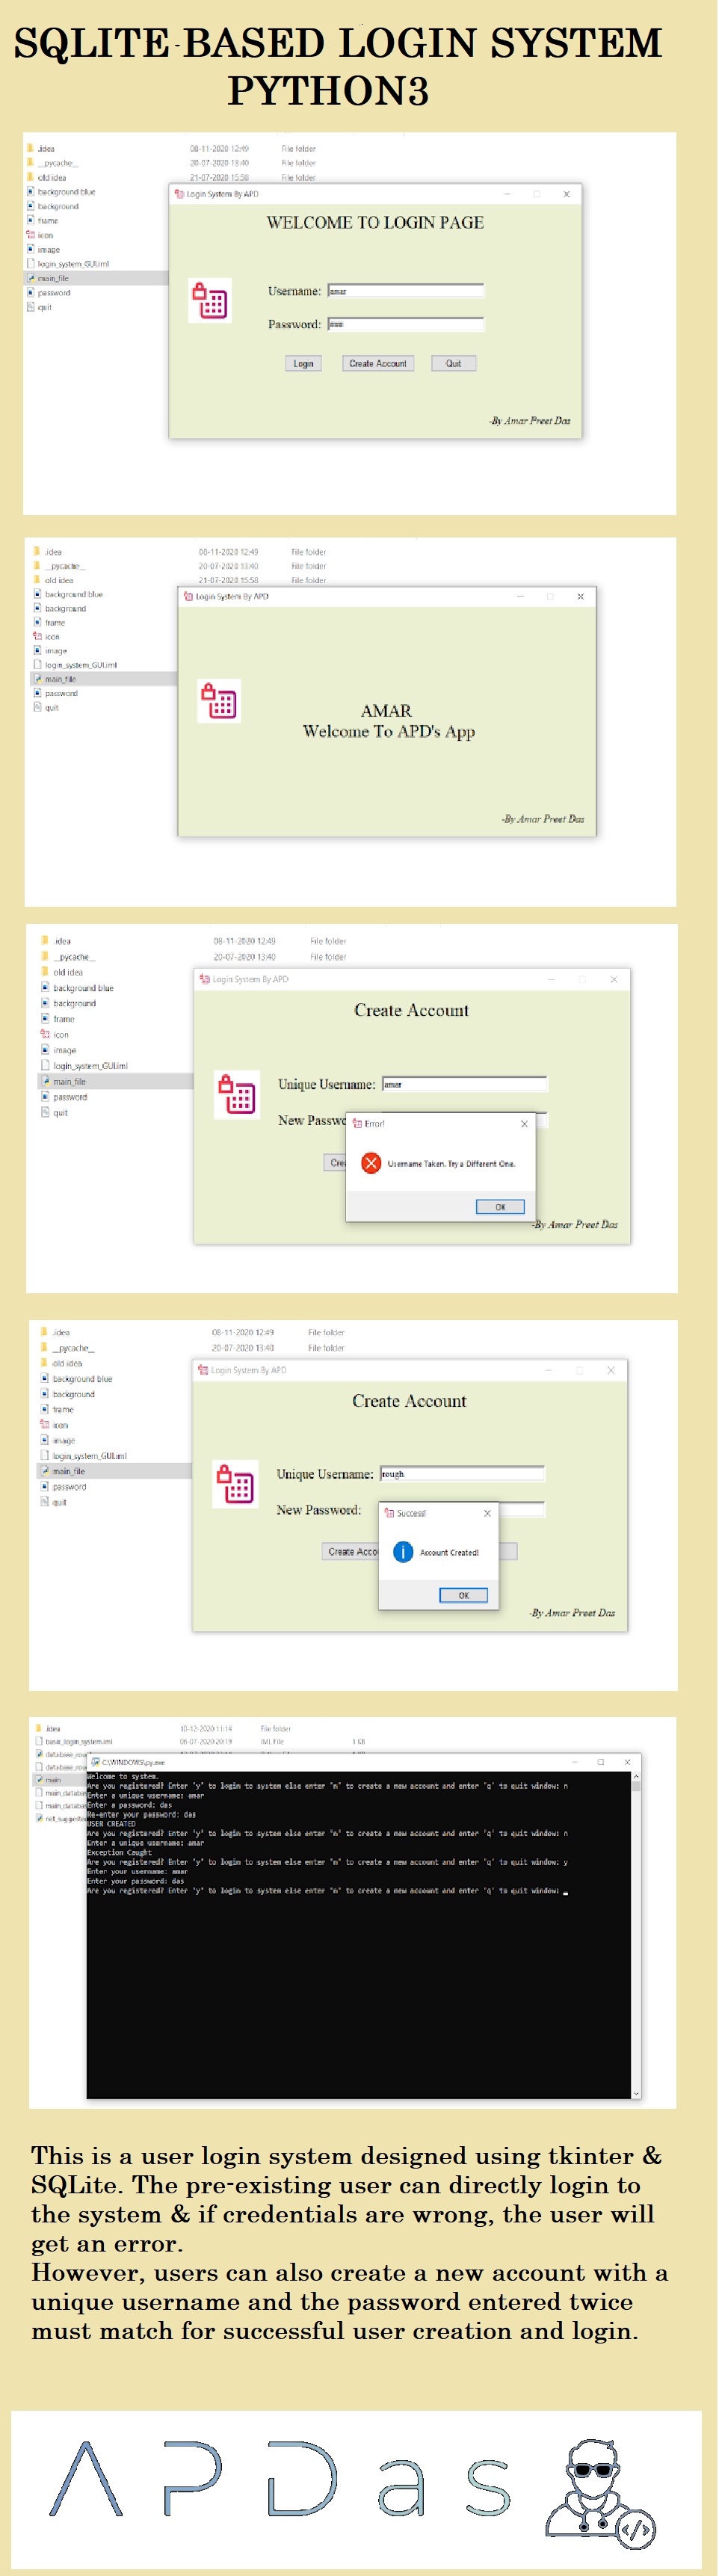 SQLITE-BASED LOGIN SYSTEM
PYTHON3
.idea 08-11-2020 12:49 File folder
__pycache__ 20-07-2020 13:40 File folder
old idea 21-07-2020 15:58 File folder
background blue
background
frame
icon
image
login_system_GUI.iml
main_file
password
quit
Login System By APD
WELCOME TO LOGIN PAGE
Username: amar
Password: ###
Login Create Account Quit
-By Amar Preet Das
.idea 08-11-2020 12:49 File folder
__pycache__ 20-07-2020 13:40 File folder
old idea 21-07-2020 15:58 File folder
background blue
background
frame
icon
image
login_system_GUI.iml
main_file
password
quit
Login System By APD
AMAR
Welcome To APD's App
-By Amar Preet Das
.idea 08-11-2020 12:49 File folder
__pycache__ 20-07-2020 13:40 File folder
old idea
background blue
background
frame
icon
image
login_system_GUI.iml
main_file
password
quit
Login System By APD
Create Account
Unique Username: amar
New Passwo
Crea
Error!
Username Taken. Try a Different One.
OK
-By Amar Preet Das
.idea 08-11-2020 12:49 File folder
__pycache__ 20-07-2020 13:40 File folder
old idea
background blue
background
frame
icon
image
login_system_GUI.iml
main_file
password
quit
Login System By APD
Create Account
Unique Username: rough
New Password:
Create Accou
Success!
Account Created!
OK
-By Amar Preet Das
.idea 10-12-2020 11:14 File folder
basic_login_system.iml 06-07-2020 20:19 IML File 1 KB
database_rou
database_rou
main
main_databas
main_databas
not_suggested
C:\WINDOWS\py.exe
Welcome to system.
Are you registered? Enter 'y' to login to system else enter 'n' to create a new account and enter 'q' to quit window: n
Enter a unique username: amar
Enter a password: das
Re-enter your password: das
USER CREATED
Are you registered? Enter 'y' to login to system else enter 'n' to create a new account and enter 'q' to quit window: n
Enter a unique username: amar
Exception Caught
Are you registered? Enter 'y' to login to system else enter 'n' to create a new account and enter 'q' to quit window: y
Enter your username: amar
Enter your password: das
Are you registered? Enter 'y' to login to system else enter 'n' to create a new account and enter 'q' to quit window: _
This is a user login system designed using tkinter &
SQLite. The pre-existing user can directly login to
the system & if credentials are wrong, the user will
get an error.
However, users can also create a new account with a
unique username and the password entered twice
must match for successful user creation and login.
APDas
</>